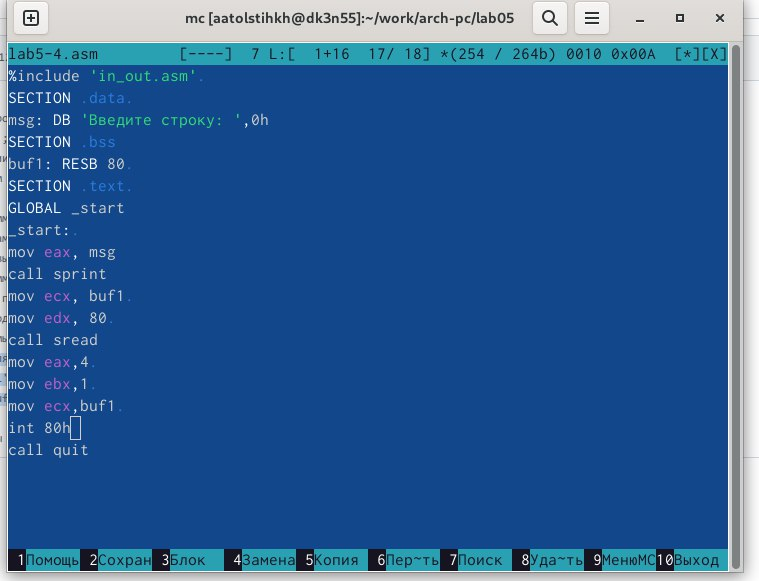 mc [aatolstihkh@dk3n55]:~/work/arch-pc/lab05
lab5-4.asm [----] 7 L:[ 1+16 17/ 18] *(254 / 264b) 0010 0x00A [*][X]
%include 'in_out.asm'.
SECTION .data.
msg: DB 'Введите строку: ',0h
SECTION .bss
buf1: RESB 80.
SECTION .text.
GLOBAL _start
_start:.
mov eax, msg
call sprint
mov ecx, buf1.
mov edx, 80.
call sread
mov eax,4.
mov ebx,1.
mov ecx,buf1.
int 80h
call quit
1Помощь 2Сохран 3Блок 4Замена 5Копия 6Пер~ть 7Поиск 8Уда~ть 9МенюMC 10Выход